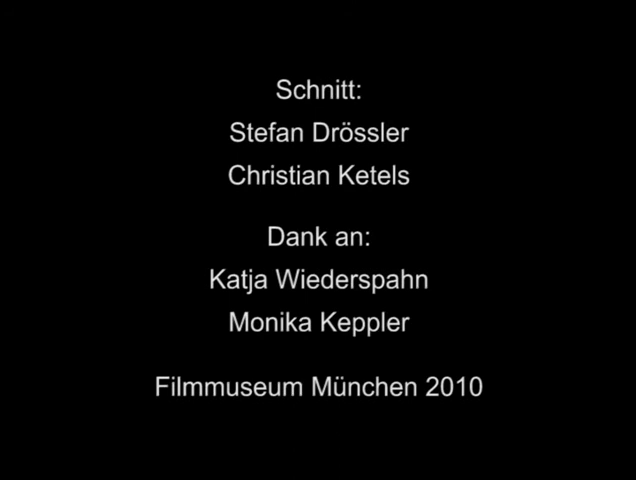 Schnitt:
Stefan Drössler
Christian Ketels
Dank an:
Katja Wiederspahn
Monika Keppler
Filmmuseum München 2010